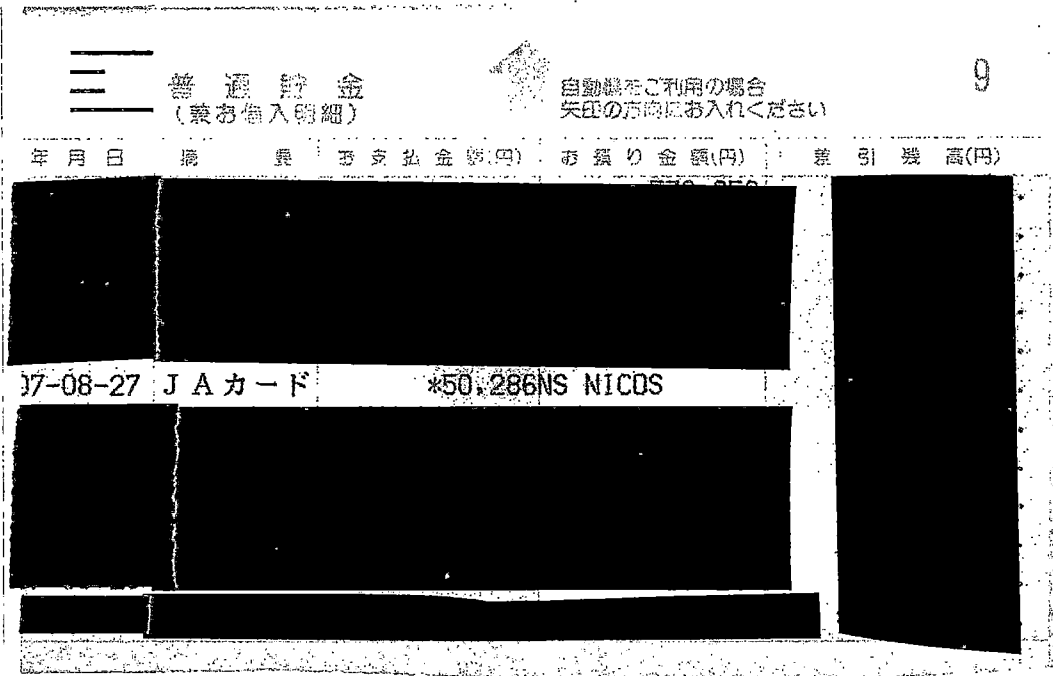 普通貯金
(兼お借入明細)
自動機をご利用の場合
矢印の方向にお入れください
9
年月日 摘要 お支払金額(円) お預り金額(円) 差引残高(円)
07-08-27 JAカード *50,286NS NICOS